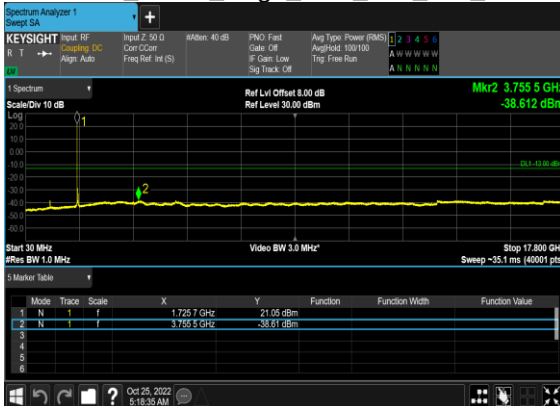 Spectrum Analyzer 1
Swept SA
+
KEYSIGHT Input: RF Input Z: 50 Ω #Atten: 40 dB PNO: Fast Avg Type: Power (RMS) 1 2 3 4 5 6
R T Coupling: DC Corr CCorr Gate: Off Avg|Hold: 100/100 A W W W W W
Align: Auto Freq Ref: Int (S) IF Gain: Low Trig: Free Run
Sig Track: Off A N N N N N
1 Spectrum Ref Lvl Offset 8.00 dB Mkr2 3.755 5 GHz
Scale/Div 10 dB Ref Level 30.00 dBm -38.612 dBm
Log
1
20.0
10.0
0.00
-10.0 DL1 -13.00 dBm
-20.0
-30.0 2
-40.0
-50.0
-60.0
Start 30 MHz Video BW 3.0 MHz* Stop 17.800 GH
#Res BW 1.0 MHz Sweep ~35.1 ms (40001 pts
5 Marker Table
Mode Trace Scale X Y Function Function Width Function Value
1 N 1 f 1.725 7 GHz 21.05 dBm
2 N 1 f 3.755 5 GHz -38.61 dBm
3
4
5
6
? Oct 25, 2022
5:18:35 AM